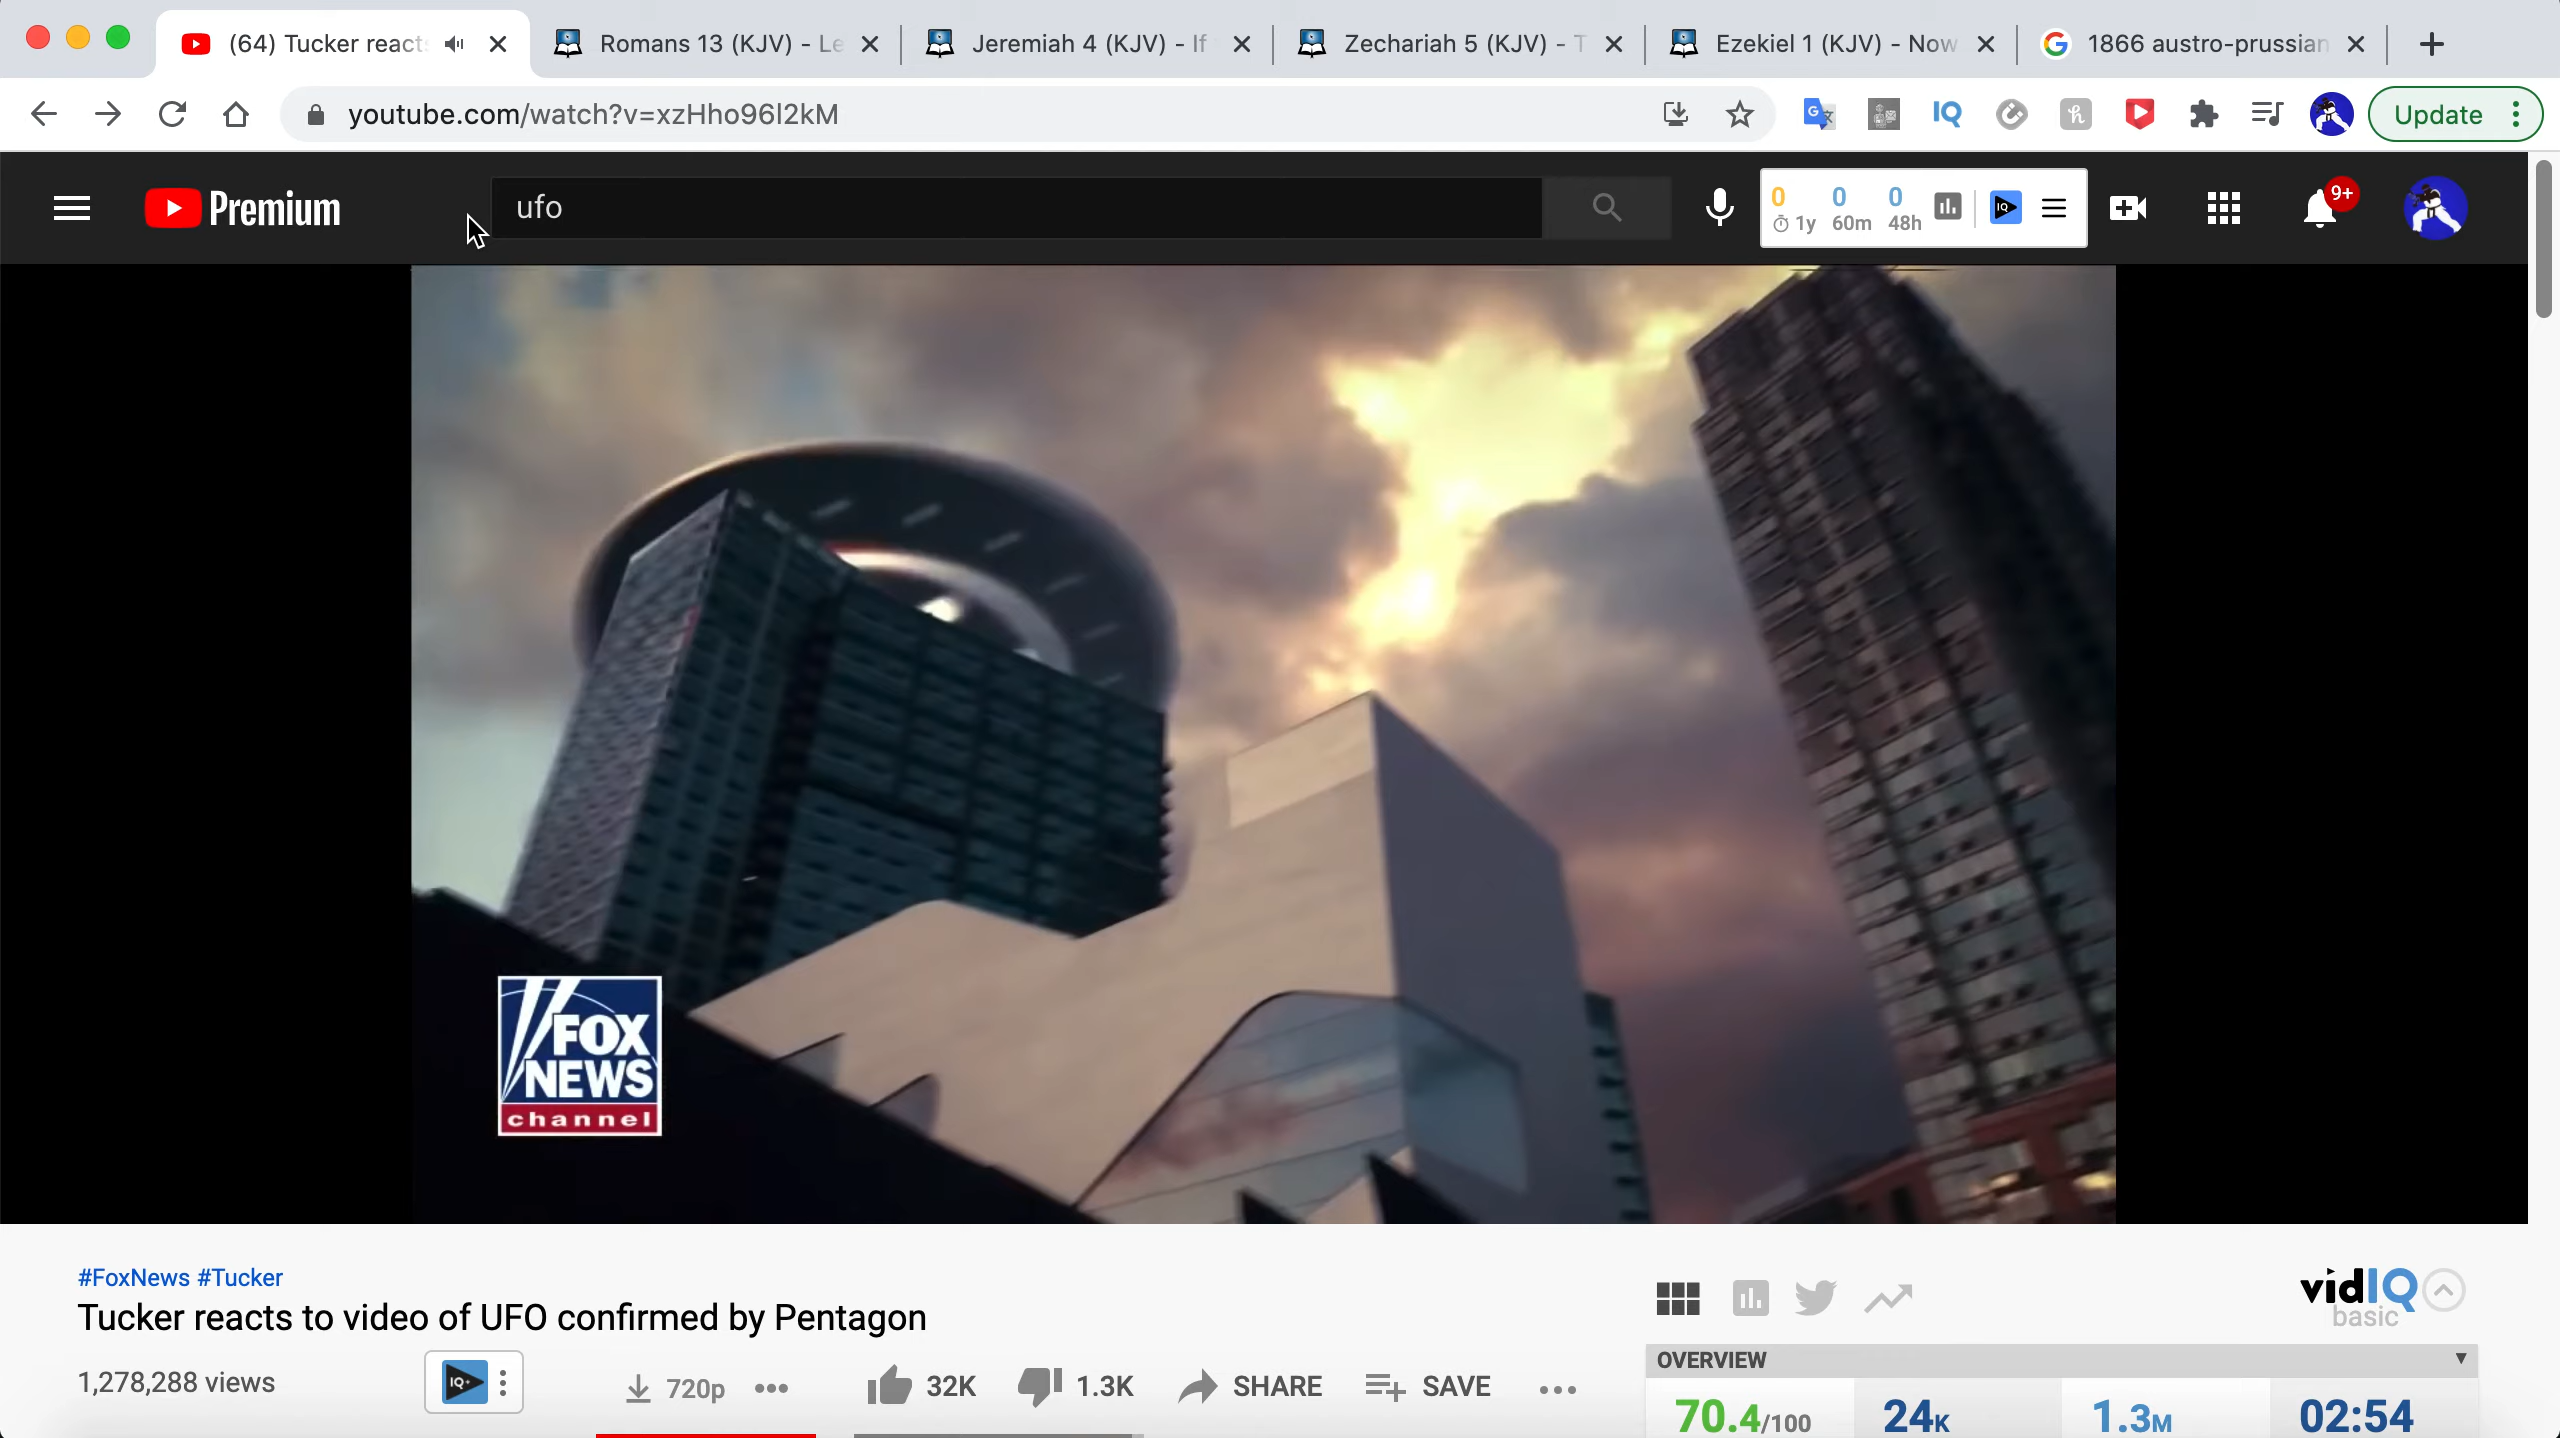 (64) Tucker react
Romans 13 (KJV) - Le
Jeremiah 4 (KJV) - If
Zechariah 5 (KJV) - T
Ezekiel 1 (KJV) - Now
1866 austro-prussian
youtube.com/watch?v=xzHho96l2kM
Update
Premium
ufo
0 0 0
1y 60m 48h
IQ
9+
FOX
NEWS
channel
#FoxNews #Tucker
Tucker reacts to video of UFO confirmed by Pentagon
1,278,288 views
IQ+
720p
32K
1.3K
SHARE
SAVE
vidIQ
basic
OVERVIEW
70.4/100
24K
1.3M
02:54